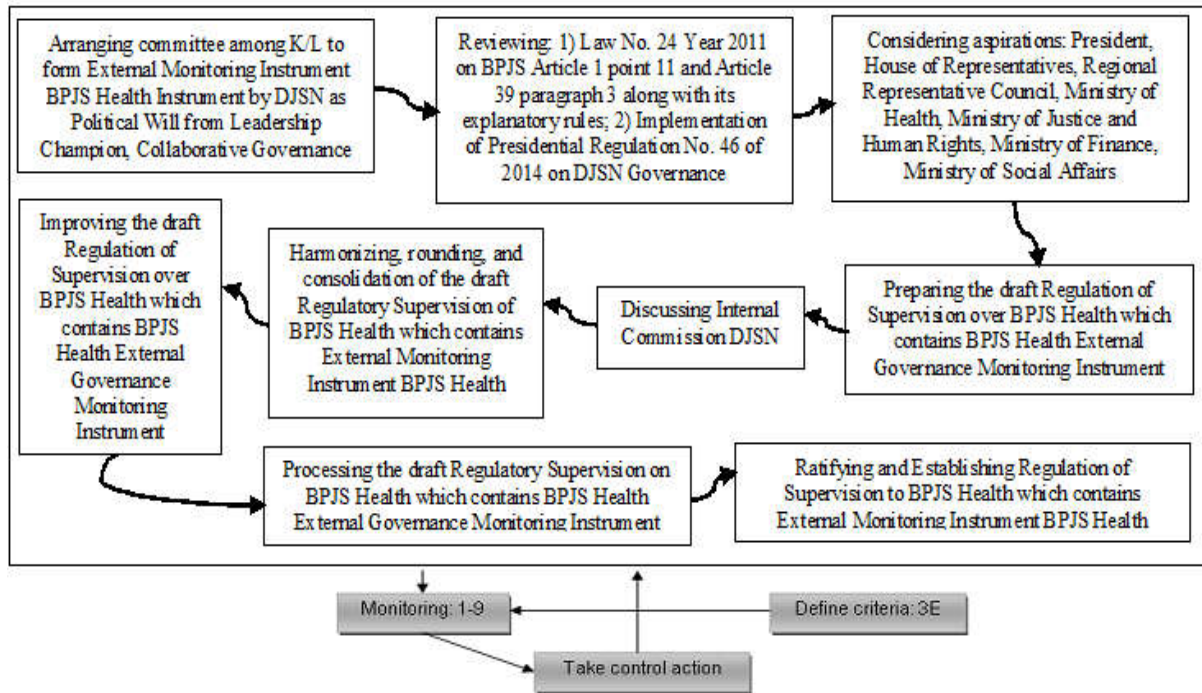 Arranging committee among K/L to
form External Monitoring Instrument
BPJS Health Instrument by DJSN as
Political Will from Leadership
Champion, Collaborative Governance
Reviewing: 1) Law No. 24 Year 2011
on BPJS Article 1 point 11 and Article
39 paragraph 3 along with its
explanatory rules; 2) Implementation
of Presidential Regulation No. 46 of
2014 on DJSN Governance
Considering aspirations: President,
House of Representatives, Regional
Representative Council, Ministry of
Health, Ministry of Justice and
Human Rights, Ministry of Finance,
Ministry of Social Affairs
Preparing the draft Regulation of
Supervision over BPJS Health which
contains BPJS Health External
Governance Monitoring Instrument
Discussing Internal
Commission DJSN
Harmonizing, rounding, and
consolidation of the draft
Regulatory Supervision of
BPJS Health which contains
External Monitoring
Instrument BPJS Health
Improving the draft
Regulation of
Supervision over
BPJS Health which
contains BPJS
Health External
Governance
Monitoring
Instrument
Processing the draft Regulatory Supervision on
BPJS Health which contains BPJS Health
External Governance Monitoring Instrument
Ratifying and Establishing Regulation of
Supervision to BPJS Health which contains
External Monitoring Instrument BPJS Health
Monitoring: 1-9
Define criteria: 3E
Take control action